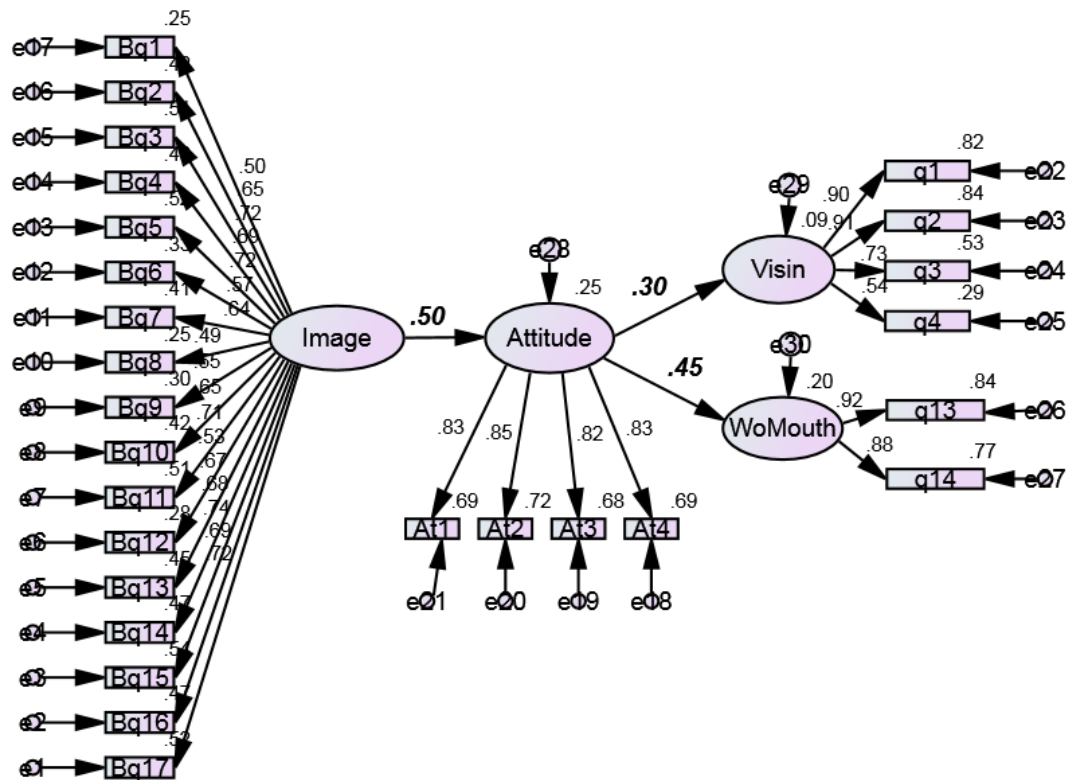 .25
e17 Bq1
.42
e16 Bq2
e15 Bq3
e14 Bq4
e13 Bq5
e12 Bq6
.41
e11 Bq7
.25
e10 Bq8
.30
e9 Bq9
.42
e8 Bq10
.51
e7 Bq11
.28
e6 Bq12
.45
e5 Bq13
.47
e4 Bq14
e3 Bq15
.47
e2 Bq16
.52
e1 Bq17
.50
.65
.72
.69
.72
.57
.64
.49
.65
.71
.53
.67
.68
.74
.69
.72
Image
.50
e28
.25
Attitude
.83
.85
.82
.83
.69
.72
.68
.69
At1
At2
At3
At4
e21
e20
e19
e18
.30
.45
e29
.09
Visin
.90
.91
.73
.54
.82
q1 e22
.84
q2 e23
.53
q3 e24
.29
q4 e25
e30
.20
WoMouth
.92
.88
.84
q13 e26
.77
q14 e27